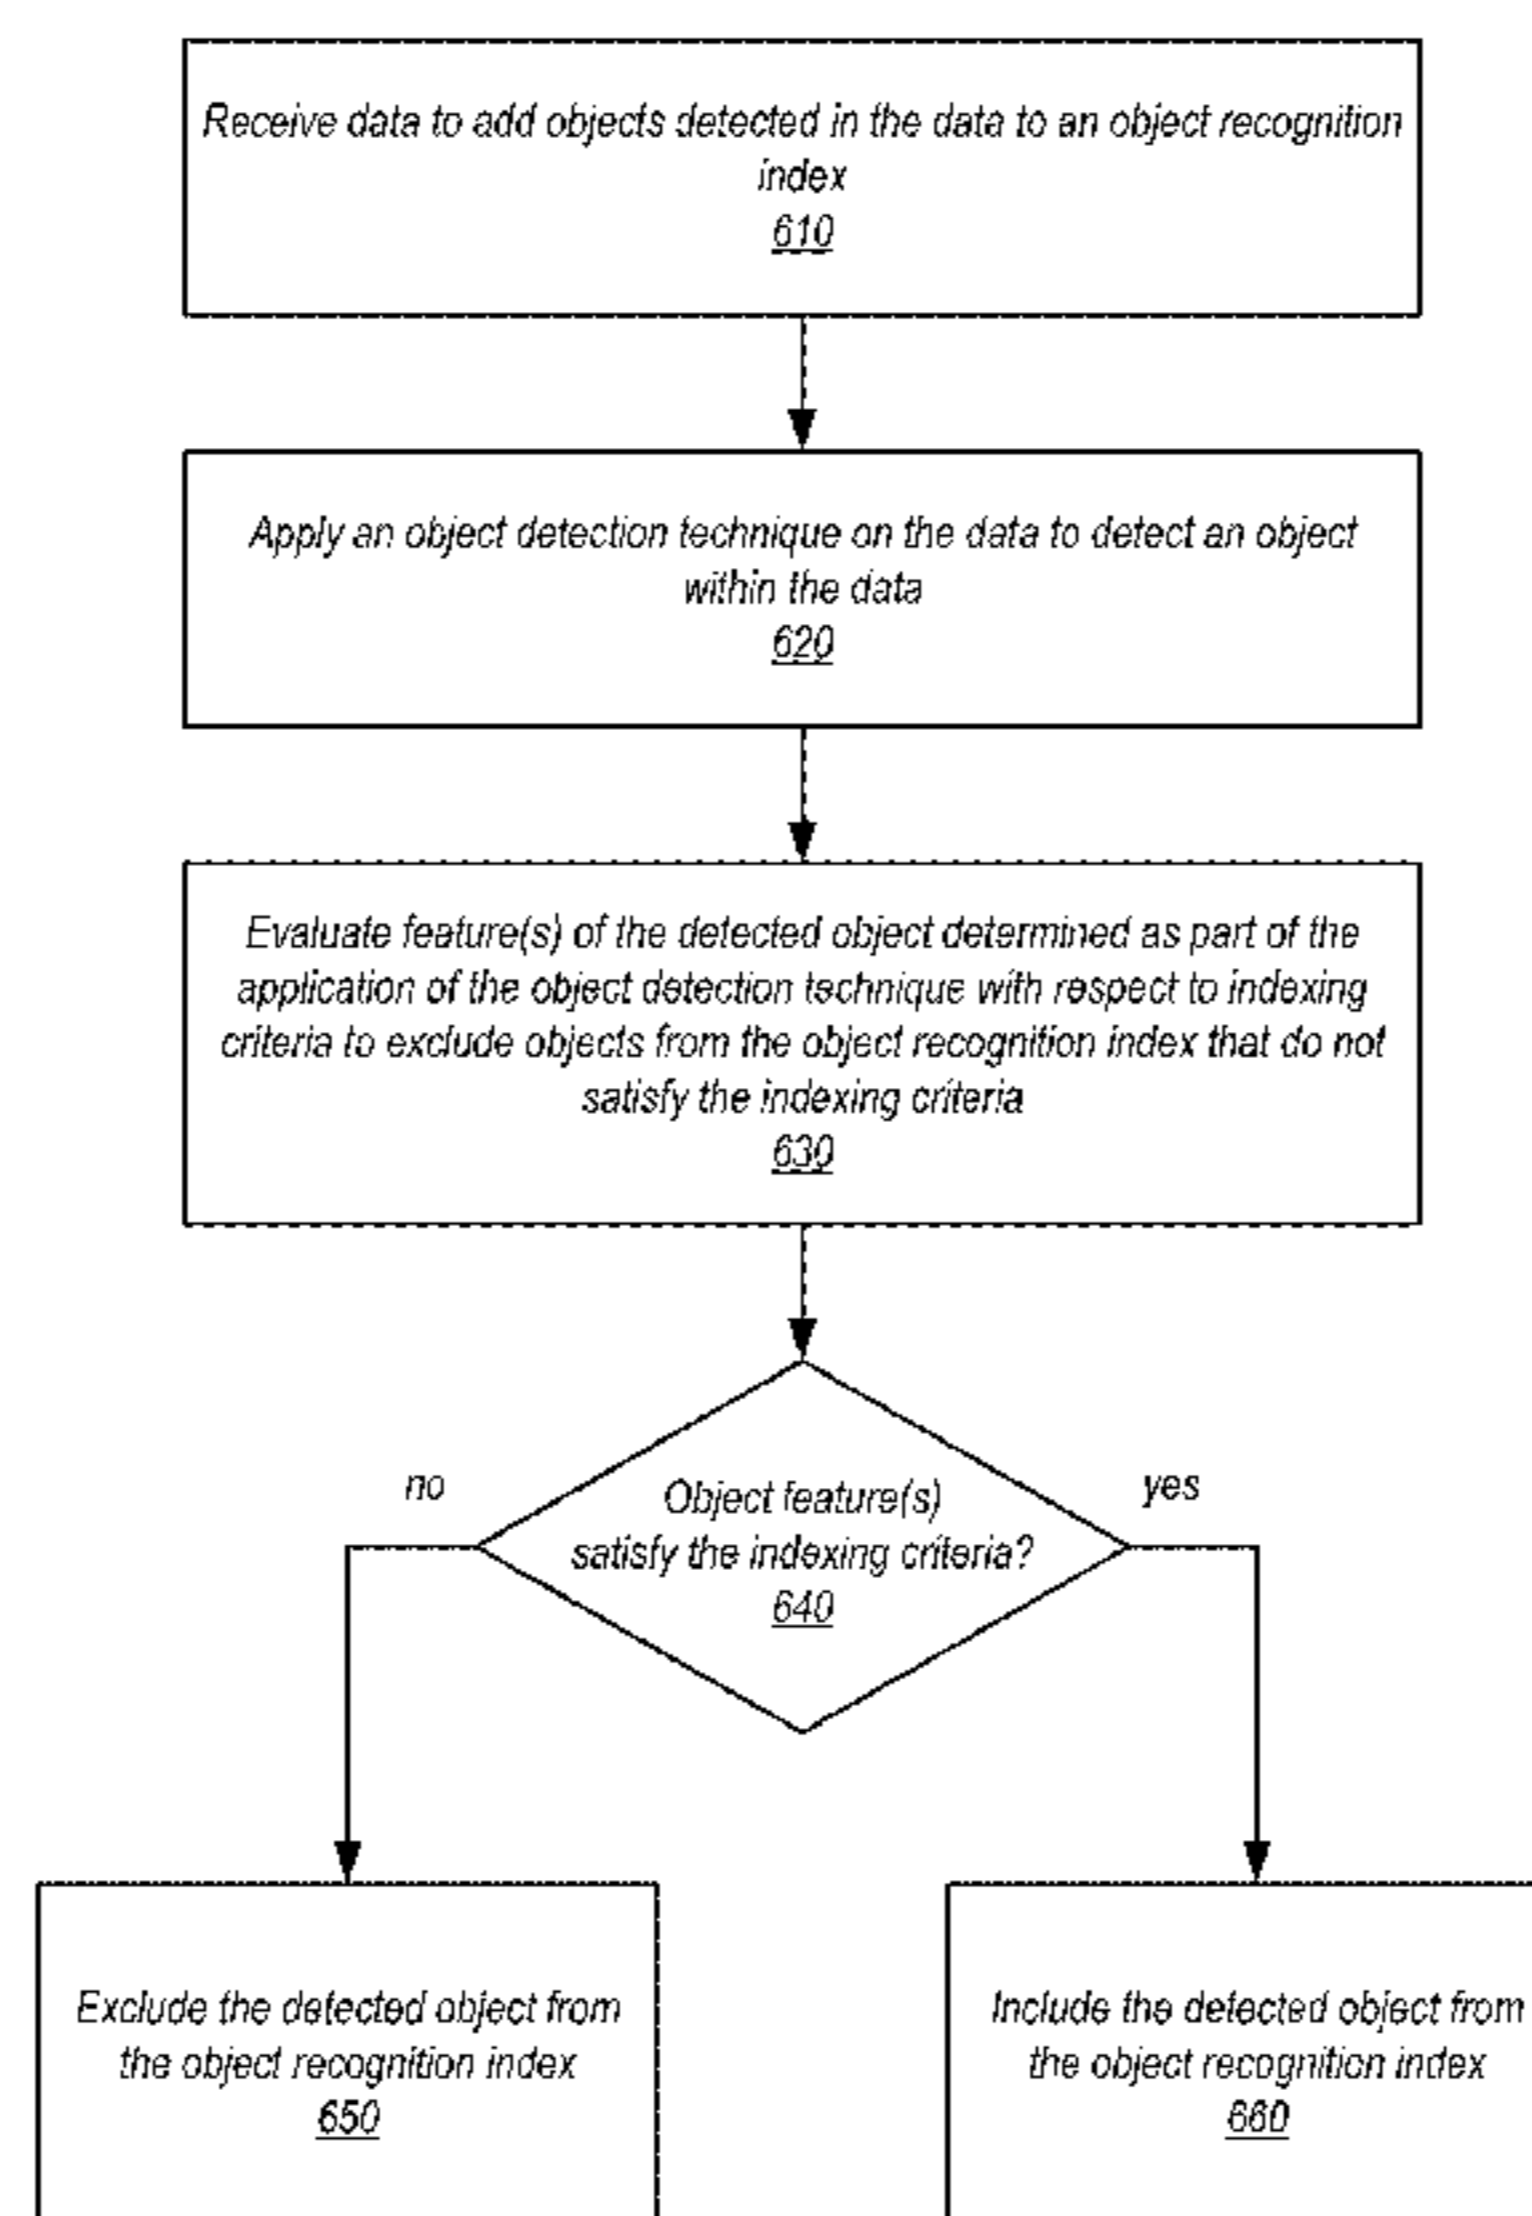 Receive data to add objects detected in the data to an object recognition
index
610
Apply an object detection technique on the data to detect an object
within the data
620
Evaluate feature(s) of the detected object determined as part of the
application of the object detection technique with respect to indexing
criteria to exclude objects from the object recognition index that do not
satisfy the indexing criteria
630
no
yes
Object feature(s)
satisfy the indexing criteria?
640
Exclude the detected object from
the object recognition index
650
Include the detected object from
the object recognition index
660